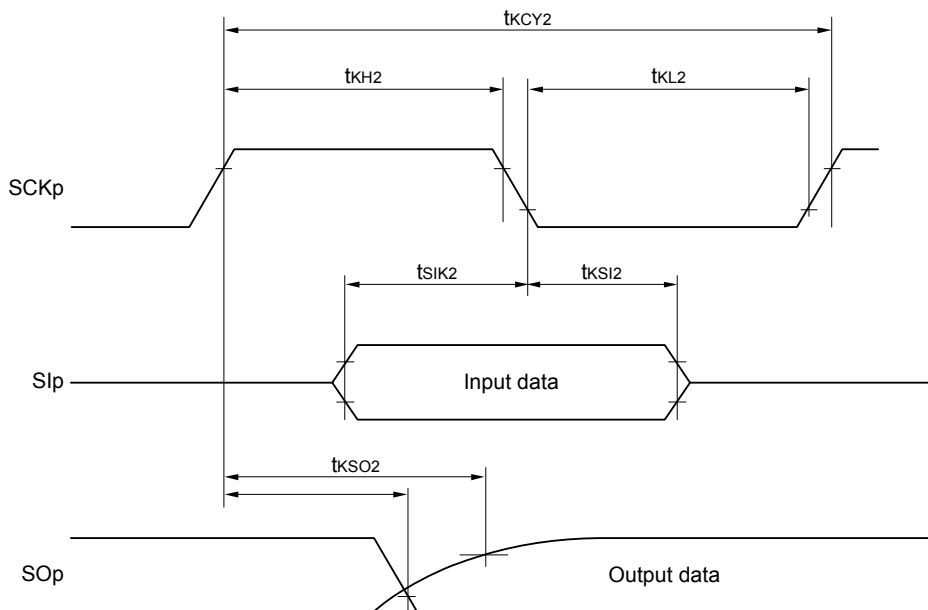 tKCY2
tKH2
tKL2
SCKp
tSIK2
tKSI2
SIp
Input data
tKSO2
SOp
Output data